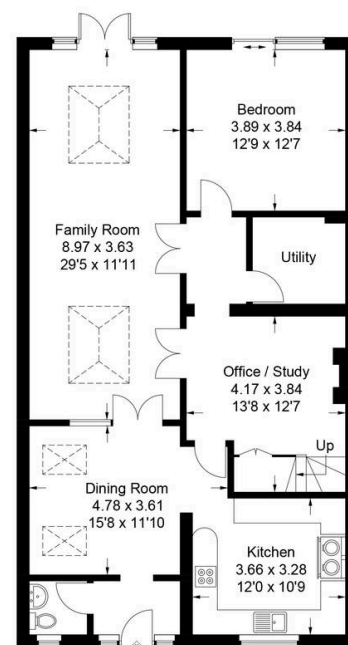 Bedroom
3.89 x 3.84
12'9 x 12'7
Family Room
8.97 x 3.63
29'5 x 11'11
Utility
Office / Study
4.17 x 3.84
13'8 x 12'7
Up
Dining Room
4.78 x 3.61
15'8 x 11'10
Kitchen
3.66 x 3.28
12'0 x 10'9